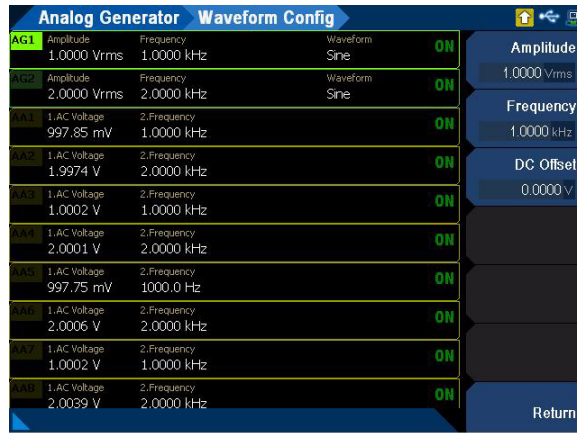 Analog Generator Waveform Config
AG1 Amplitude Frequency Waveform ON
1.0000 Vrms 1.0000 kHz Sine
AG2 Amplitude Frequency Waveform ON
2.0000 Vrms 2.0000 kHz Sine
AA1 1.AC Voltage 2.Frequency ON
997.85 mV 1.0000 kHz
AA2 1.AC Voltage 2.Frequency ON
1.9974 V 2.0000 kHz
AA3 1.AC Voltage 2.Frequency ON
1.0002 V 1.0000 kHz
AA4 1.AC Voltage 2.Frequency ON
2.0001 V 2.0000 kHz
AA5 1.AC Voltage 2.Frequency ON
997.75 mV 1000.0 Hz
AA6 1.AC Voltage 2.Frequency ON
2.0006 V 2.0000 kHz
AA7 1.AC Voltage 2.Frequency ON
1.0002 V 1.0000 kHz
AA8 1.AC Voltage 2.Frequency ON
2.0039 V 2.0000 kHz
Amplitude
1.0000 Vrms
Frequency
1.0000 kHz
DC Offset
0.0000 V
Return